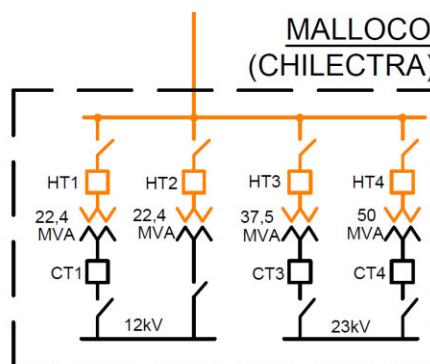 MALLOCO
(CHILECTRA)
HT1 HT2 HT3 HT4
22,4 22,4 37,5 50
MVA MVA MVA MVA
CT1 CT3 CT4
12kV 23kV